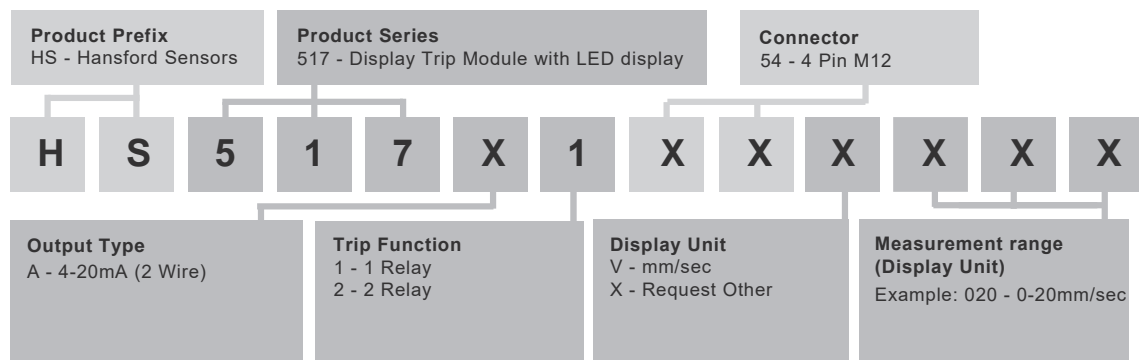 Product Prefix
HS - Hansford Sensors
Product Series
517 - Display Trip Module with LED display
Connector
54 - 4 Pin M12
H S 5 1 7 X 1 X X X X X X
Output Type
A - 4-20mA (2 Wire)
Trip Function
1 - 1 Relay
2 - 2 Relay
Display Unit
V - mm/sec
X - Request Other
Measurement range
(Display Unit)
Example: 020 - 0-20mm/sec